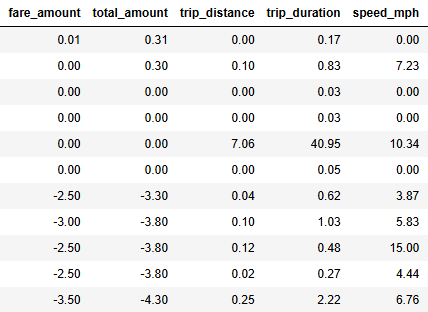 fare_amount total_amount trip_distance trip_duration speed_mph
0.01 0.31 0.00 0.17 0.00
0.00 0.30 0.10 0.83 7.23
0.00 0.00 0.00 0.03 0.00
0.00 0.00 0.00 0.03 0.00
0.00 0.00 7.06 40.95 10.34
0.00 0.00 0.00 0.05 0.00
-2.50 -3.30 0.04 0.62 3.87
-3.00 -3.80 0.10 1.03 5.83
-2.50 -3.80 0.12 0.48 15.00
-2.50 -3.80 0.02 0.27 4.44
-3.50 -4.30 0.25 2.22 6.76